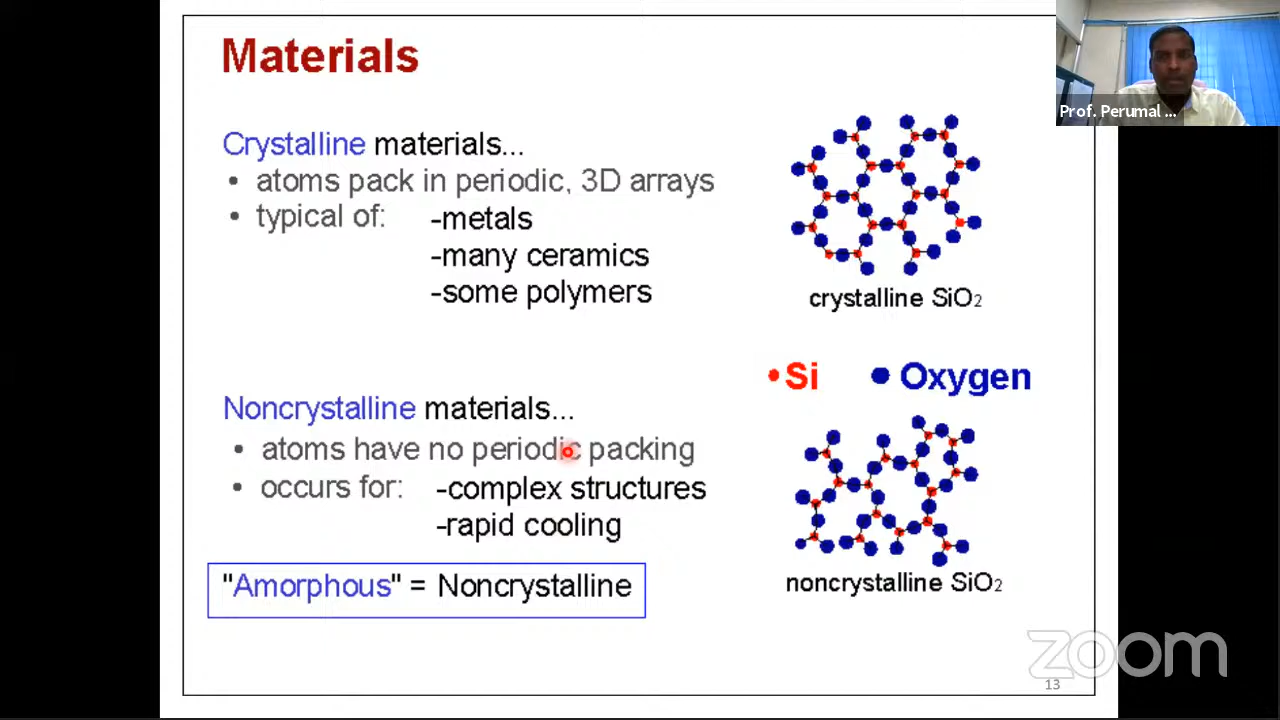 Materials
Prof. Perumal ...
Crystalline materials...
• atoms pack in periodic, 3D arrays
• typical of: -metals
-many ceramics
-some polymers
crystalline SiO2
•Si ● Oxygen
Noncrystalline materials...
• atoms have no periodic packing
• occurs for: -complex structures
-rapid cooling
"Amorphous" = Noncrystalline
noncrystalline SiO2
zoom
13